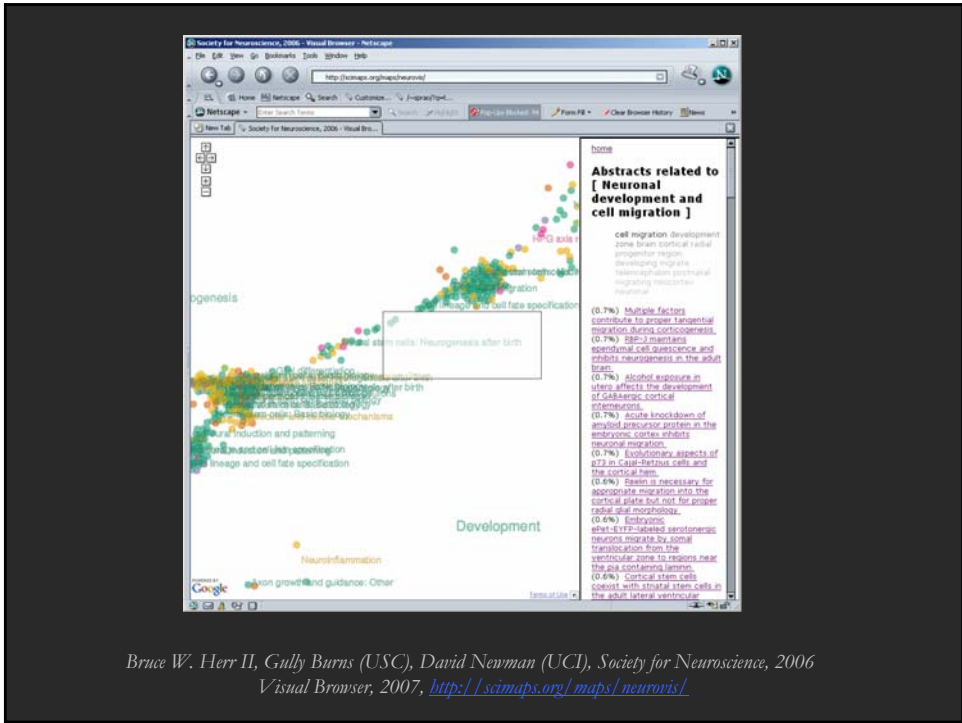 Society for Neuroscience, 2006 - Visual Browser - Netscape
File Edit View Go Bookmarks Tools Window Help
http://scimaps.org/maps/neurovis/
Home Netscape Search Customize...
Netscape Enter Search Terms Search Highlight Form Fill Clear Browser History News
New Tab Society for Neuroscience, 2006 - Visual Bro...
home
Abstracts related to
[ Neuronal
development and
cell migration ]
cell migration development
zone brain cortical radial
progenitor region
developing migrate
telencephalon postnatal
migrating neocortex
neuronal
(0.7%) Multiple factors
contribute to proper tangential
migration during corticogenesis
(0.7%) RBP-J maintains
ependymal cell quiescence and
inhibits neurogenesis in the adult
brain.
(0.7%) Alcohol exposure in
utero affects the development
of GABAergic cortical
interneurons.
(0.7%) Acute knockdown of
amyloid precursor protein in the
embryonic cortex inhibits
neuronal migration.
(0.7%) Evolutionary aspects of
p73 in Cajal-Retzius cells and
the cortical hem.
(0.6%) Reelin is necessary for
appropriate migration into the
cortical plate but not for proper
radial glial morphology.
(0.6%) Embryonic
ePet-EYFP-labeled serotonergic
neurons migrate by somal
translocation from the
ventricular zone to regions near
the pia containing laminin.
(0.6%) Cortical stem cells
coexist with striatal stem cells in
the adult lateral ventricular
HPG axis
ogenesis
lineage and cell fate specification
stem cells: Neurogenesis after birth
induction and patterning
lineage and cell fate specification
Development
Neuroinflammation
Axon growth and guidance: Other
POWERED BY
Google
Terms of Use
Bruce W. Herr II, Gully Burns (USC), David Newman (UCI), Society for Neuroscience, 2006
Visual Browser, 2007, http://scimaps.org/maps/neurovis/